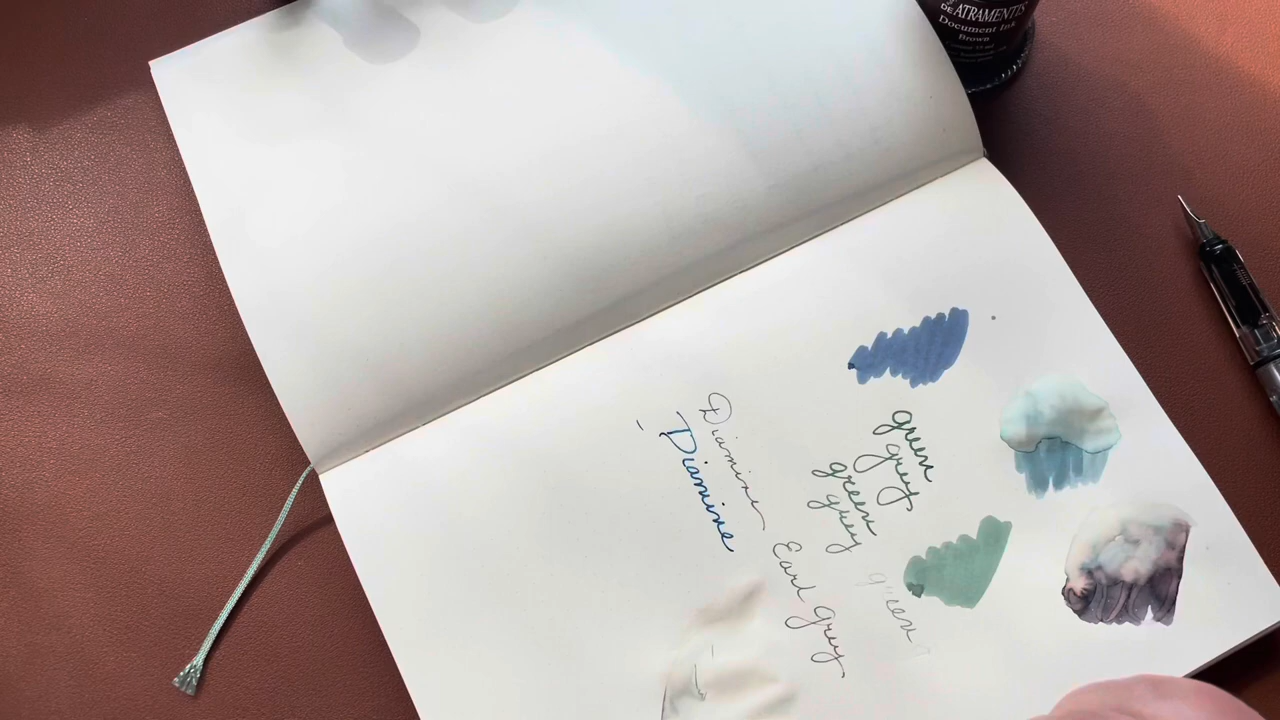 DE ATRAMENTIS
Document Ink
Brown
green
grey
green
grey
green
Diamine Earl Grey
- Diamine